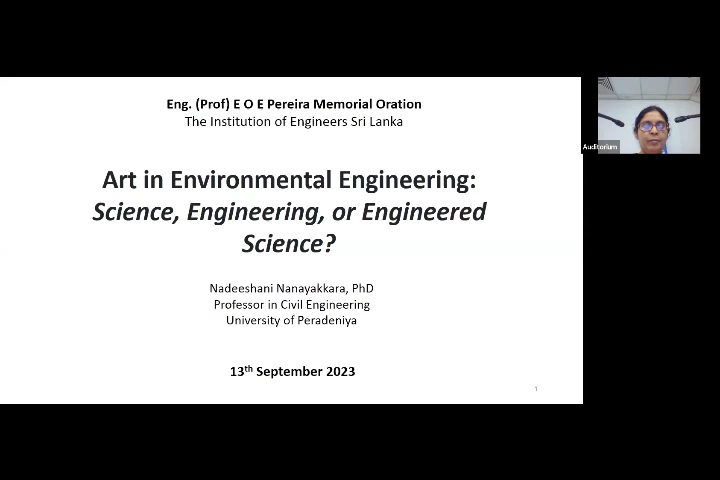 Eng. (Prof) E O E Pereira Memorial Oration
The Institution of Engineers Sri Lanka
Art in Environmental Engineering:
Science, Engineering, or Engineered
Science?
Nadeeshani Nanayakkara, PhD
Professor in Civil Engineering
University of Peradeniya
13th September 2023
1
Auditorium